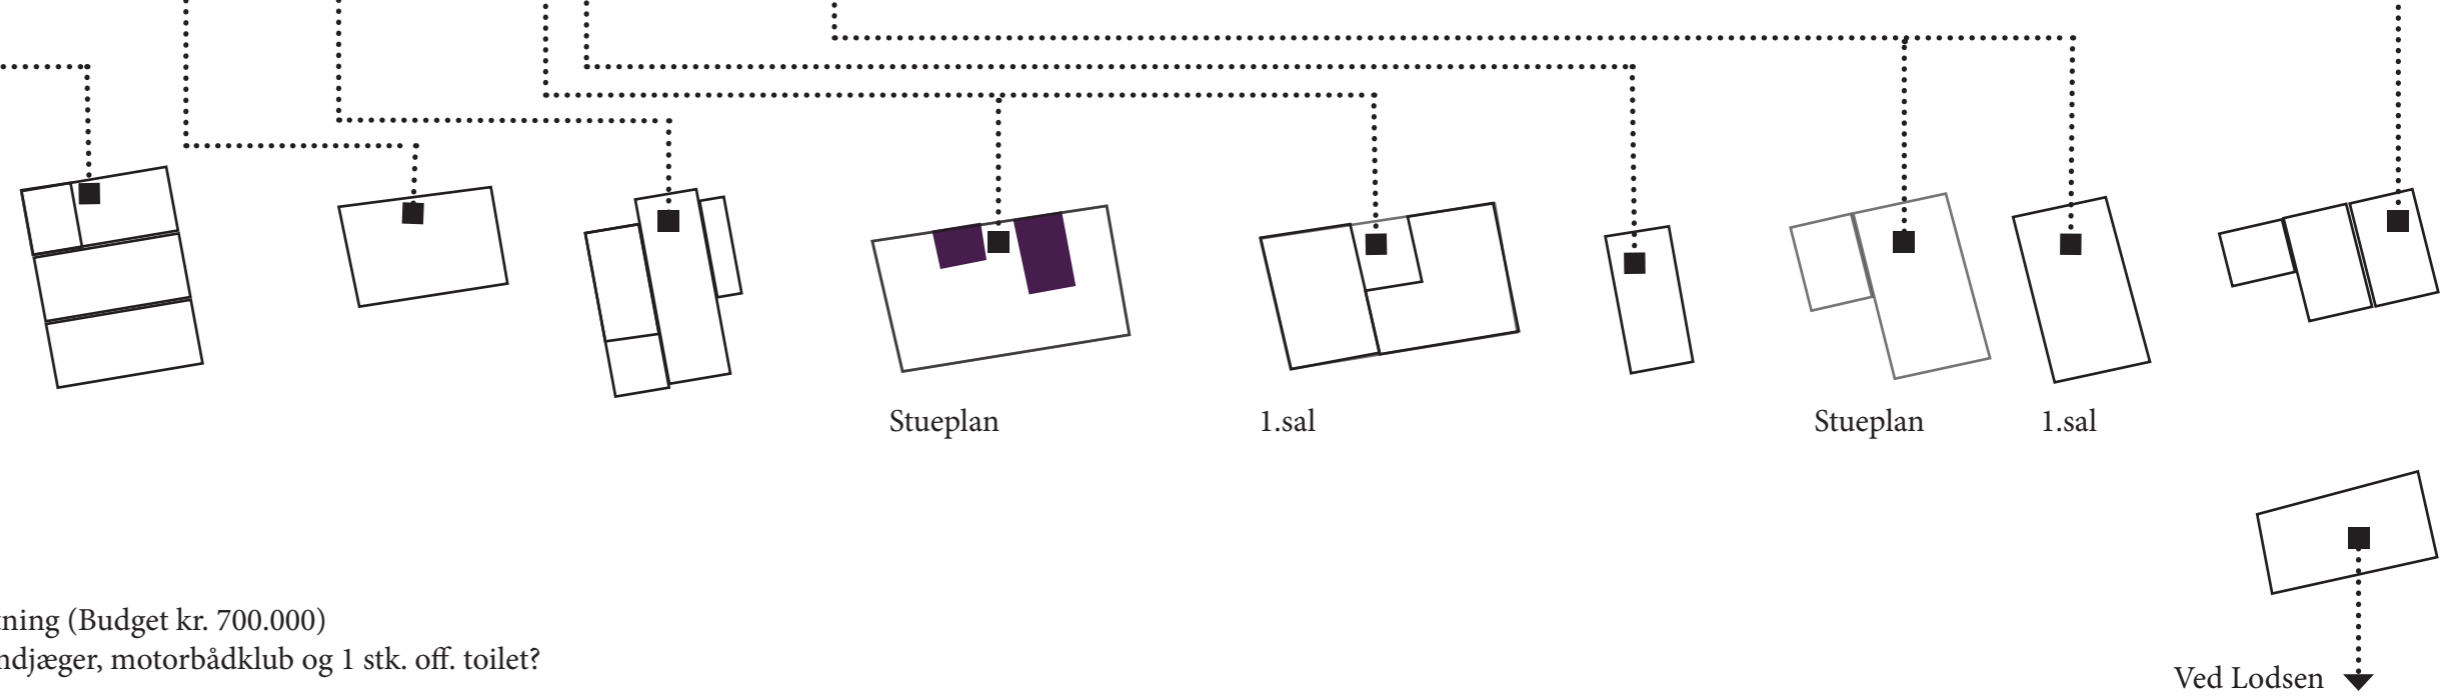 Stueplan
1.sal
Stueplan
1.sal
tning (Budget kr. 700.000)
ndjæger, motorbådklub og 1 stk. off. toilet?
Ved Lodsen